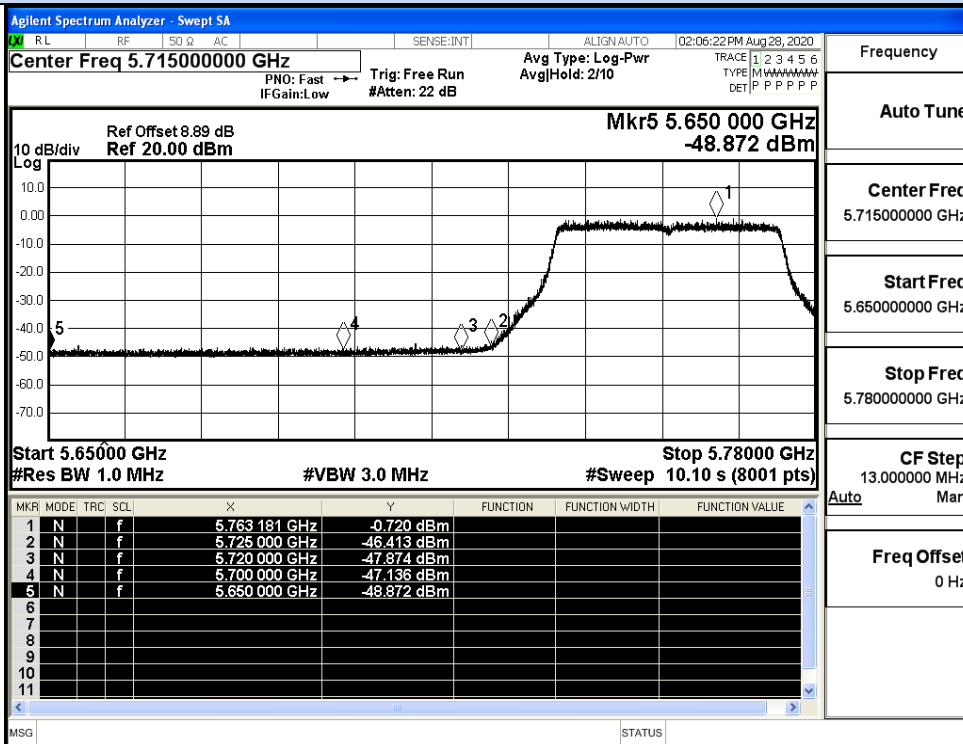 Agilent Spectrum Analyzer - Swept SA
LXI RL RF 50 Ω AC SENSE:INT ALIGN AUTO 02:06:22 PM Aug 28, 2020
Center Freq 5.715000000 GHz
PNO: Fast
IFGain:Low
Trig: Free Run
#Atten: 22 dB
Avg Type: Log-Pwr
Avg|Hold: 2/10
TRACE 1 2 3 4 5 6
TYPE M WWWWW
DET P P P P P P
Mkr5 5.650 000 GHz
-48.872 dBm
Ref Offset 8.89 dB
10 dB/div Ref 20.00 dBm
Log
10.0
0.00
-10.0
-20.0
-30.0
-40.0
-50.0
-60.0
-70.0
1
2
3
4
5
Start 5.65000 GHz Stop 5.78000 GHz
#Res BW 1.0 MHz #VBW 3.0 MHz #Sweep 10.10 s (8001 pts)
MKR MODE TRC SCL X Y FUNCTION FUNCTION WIDTH FUNCTION VALUE
1 N f 5.763 181 GHz -0.720 dBm
2 N f 5.725 000 GHz -46.413 dBm
3 N f 5.720 000 GHz -47.874 dBm
4 N f 5.700 000 GHz -47.136 dBm
5 N f 5.650 000 GHz -48.872 dBm
6
7
8
9
10
11
MSG STATUS
Frequency
Auto Tune
Center Freq
5.715000000 GHz
Start Freq
5.650000000 GHz
Stop Freq
5.780000000 GHz
CF Step
13.000000 MHz
Auto Man
Freq Offset
0 Hz